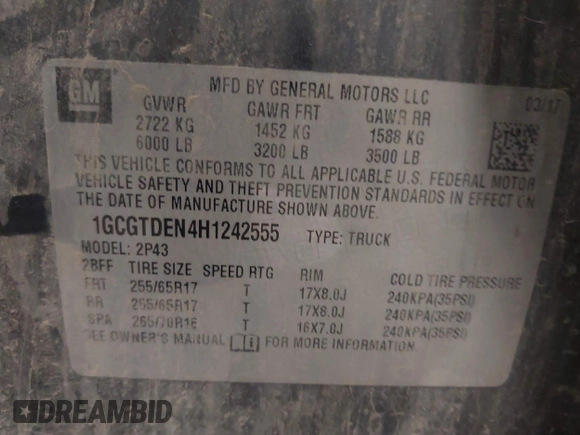 GM
MFD BY GENERAL MOTORS LLC 03/17
GVWR GAWR FRT GAWR RR
2722 KG 1452 KG 1588 KG
6000 LB 3200 LB 3500 LB
THIS VEHICLE CONFORMS TO ALL APPLICABLE U.S. FEDERAL MOTOR
VEHICLE SAFETY AND THEFT PREVENTION STANDARDS IN EFFECT ON
THE DATE OF MANUFACTURE SHOWN ABOVE.
1GCGTDEN4H1242555 TYPE: TRUCK
MODEL: 2P43
2BFF TIRE SIZE SPEED RTG RIM COLD TIRE PRESSURE
FRT 255/65R17 T 17X8.0J 240KPA(35PSI)
RR 255/65R17 T 17X8.0J 240KPA(35PSI)
SPA 265/70R16 T 16X7.0J 240KPA(35PSI)
SEE OWNER'S MANUAL FOR MORE INFORMATION.
DREAMBID